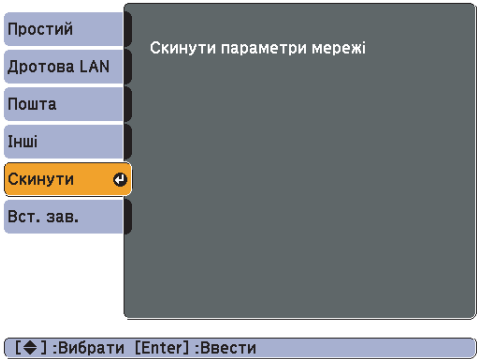 Простий
Дротова LAN
Пошта
Інші
Скинути
Вст. зав.
Скинути параметри мережі
[◆] :Вибрати [Enter] :Ввести